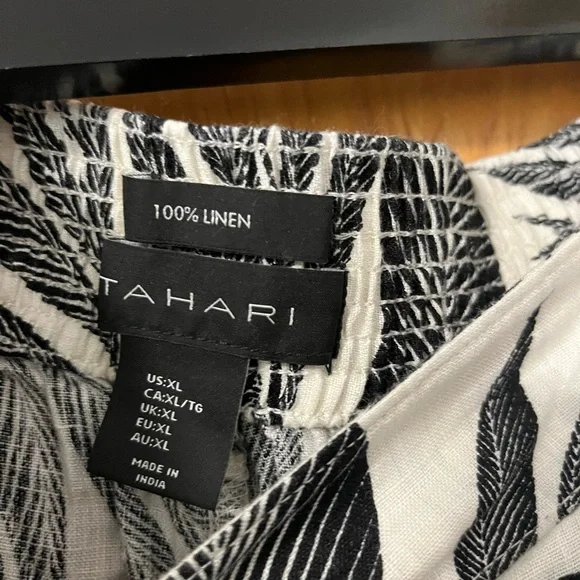 100% LINEN
TAHARI
US:XL
CA:XL/TG
UK:XL
EU:XL
AU:XL
MADE IN
INDIA